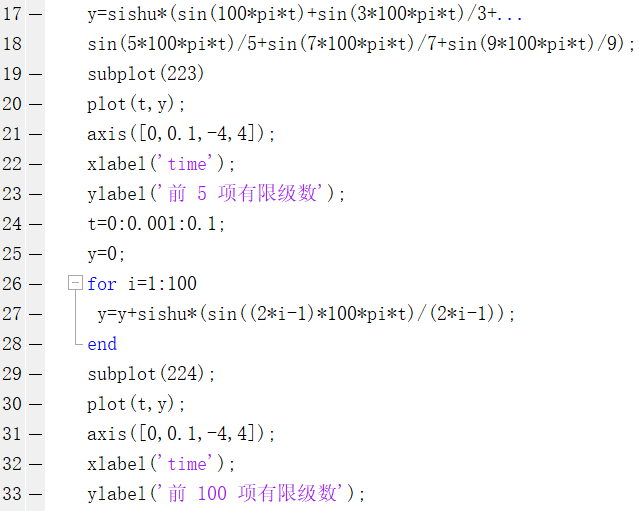 17 — y=sishu*(sin(100*pi*t)+sin(3*100*pi*t)/3+...
18 sin(5*100*pi*t)/5+sin(7*100*pi*t)/7+sin(9*100*pi*t)/9);
19 — subplot(223)
20 — plot(t,y);
21 — axis([0,0.1,-4,4]);
22 — xlabel('time');
23 — ylabel('前 5 项有限级数');
24 — t=0:0.001:0.1;
25 — y=0;
26 — for i=1:100
27 — y=y+sishu*(sin((2*i-1)*100*pi*t)/(2*i-1));
28 — end
29 — subplot(224);
30 — plot(t,y);
31 — axis([0,0.1,-4,4]);
32 — xlabel('time');
33 — ylabel('前 100 项有限级数');